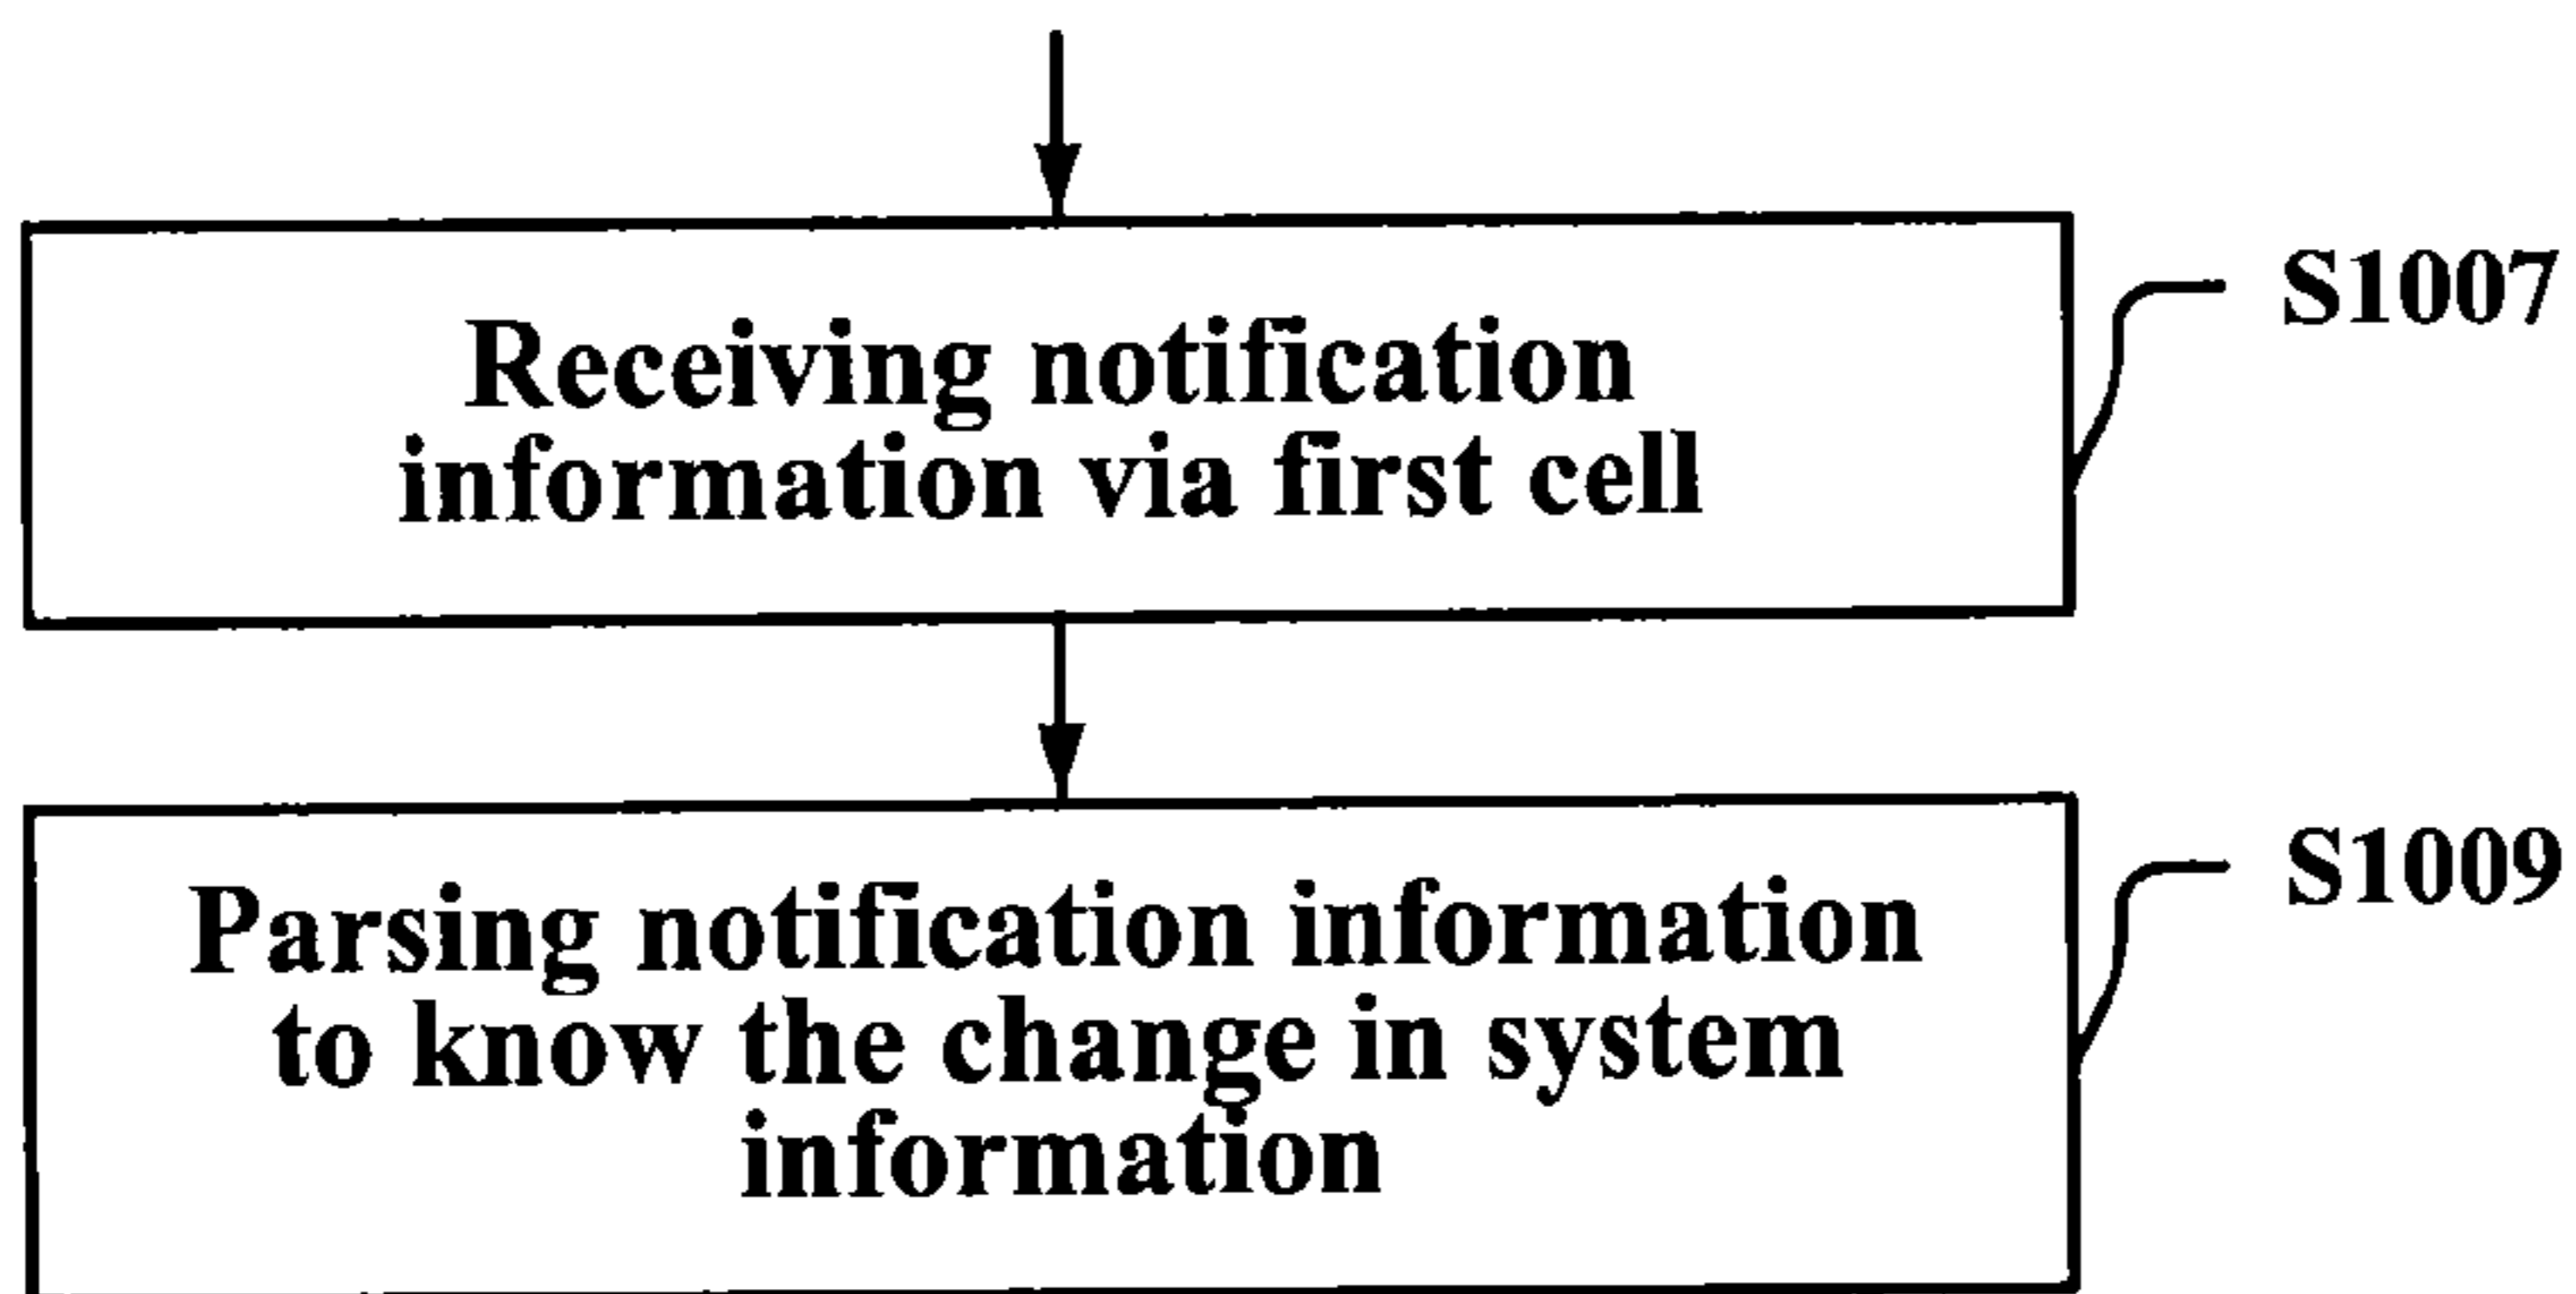 S1007
Receiving notification
information via first cell
S1009
Parsing notification information
to know the change in system
information